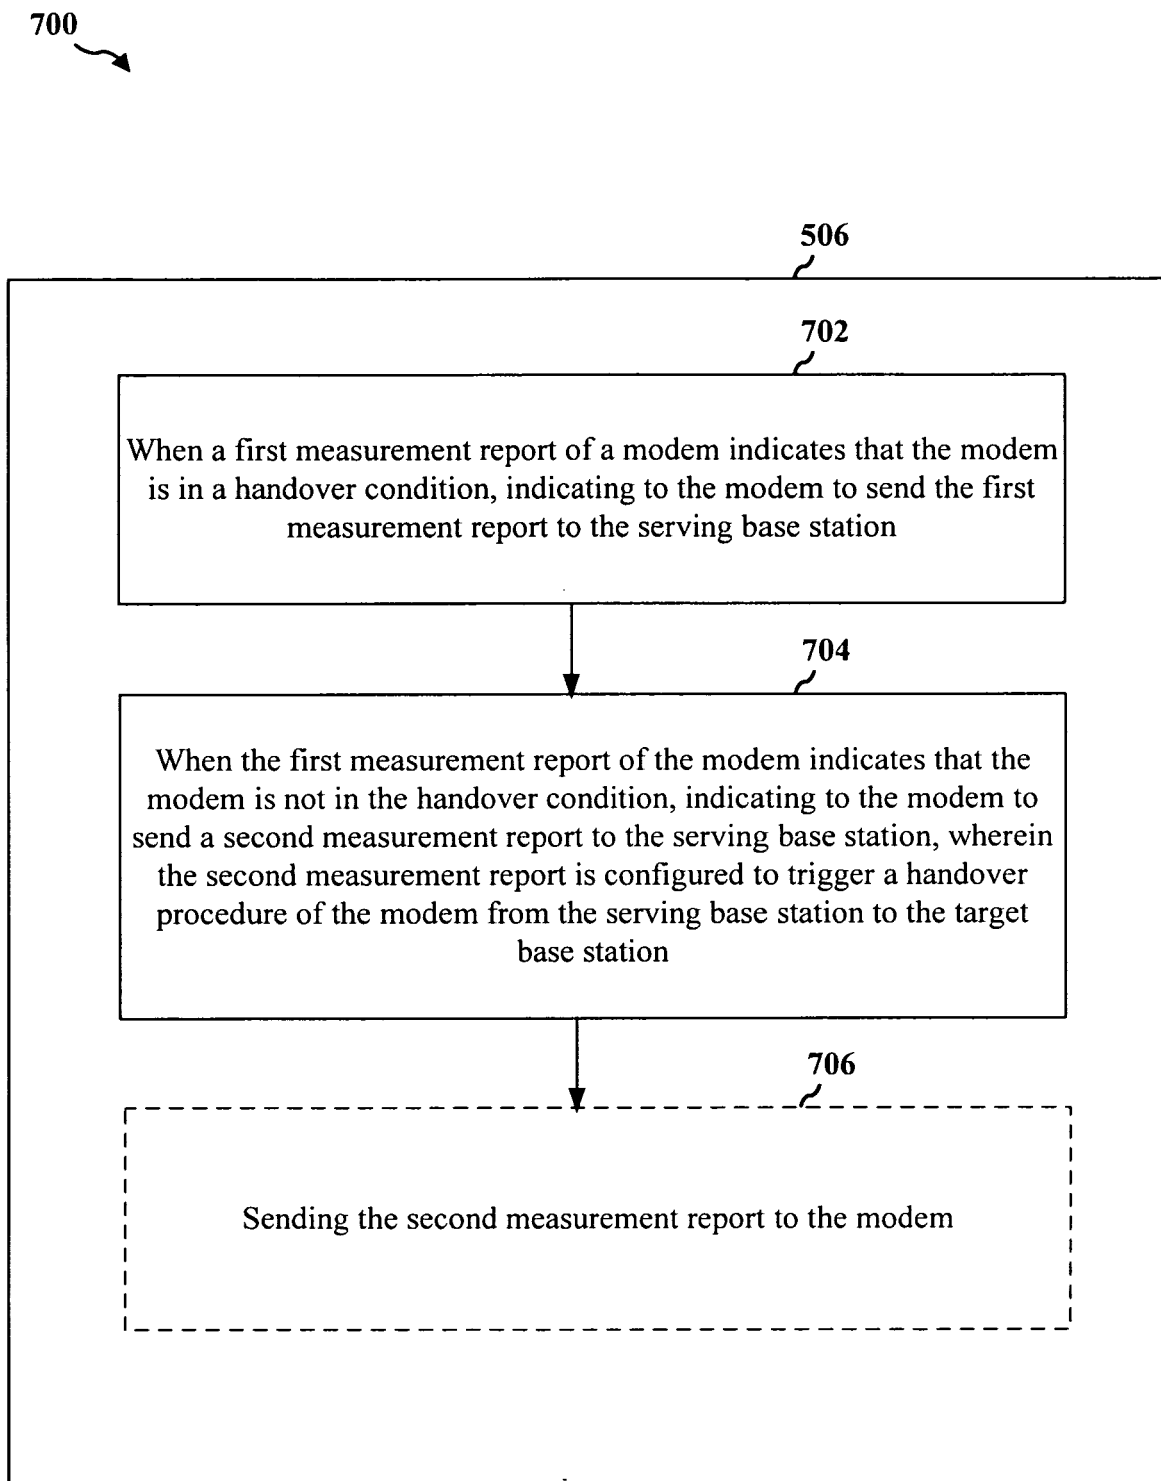 700
506
702
When a first measurement report of a modem indicates that the modem
is in a handover condition, indicating to the modem to send the first
measurement report to the serving base station
704
When the first measurement report of the modem indicates that the
modem is not in the handover condition, indicating to the modem to
send a second measurement report to the serving base station, wherein
the second measurement report is configured to trigger a handover
procedure of the modem from the serving base station to the target
base station
706
Sending the second measurement report to the modem